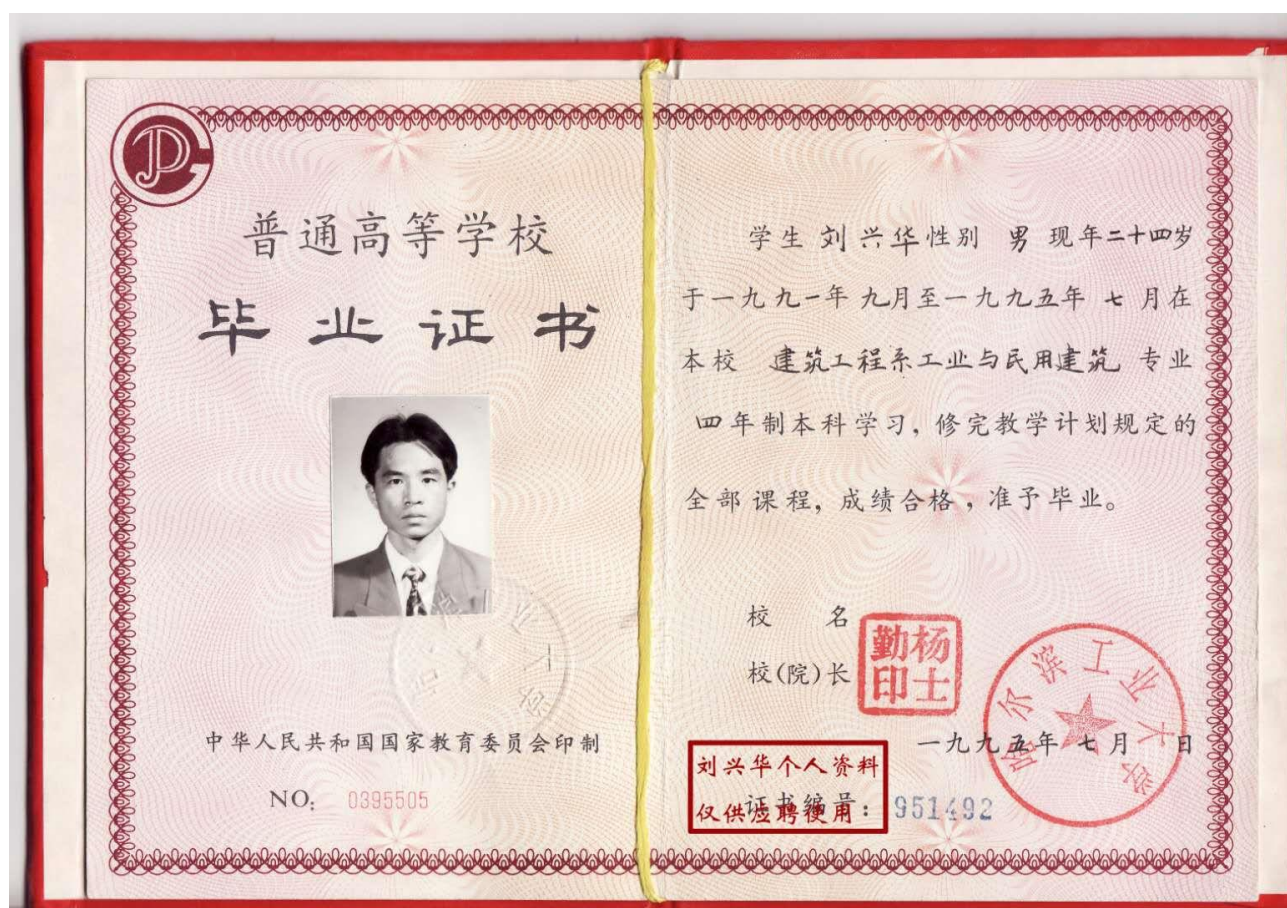 普通高等学校
毕业证书
中华人民共和国国家教育委员会印制
NO: 0395505
学生 刘兴华性别 男 现年二十四岁
于一九九一年 九月至一九九五年 七月在
本校 建筑工程系工业与民用建筑 专业
四年制本科学习，修完教学计划规定的
全部课程，成绩合格，准予毕业。
校 名
校(院)长
杨士勤印
哈尔滨工业大学
一九九五年 七月 日
刘兴华个人资料
仅供应聘使用
证书编号：951492